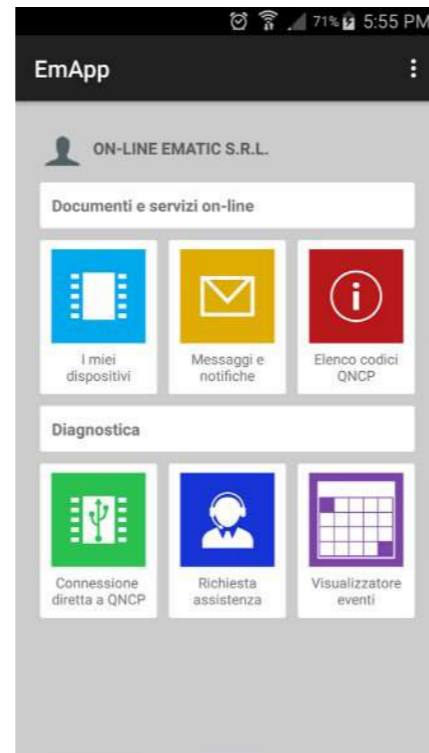 71% 5:55 PM
EmApp
ON-LINE EMATIC S.R.L.
Documenti e servizi on-line
I miei
dispositivi
Messaggi e
notifiche
Elenco codici
QNCP
Diagnostica
Connessione
diretta a QNCP
Richiesta
assistenza
Visualizzatore
eventi